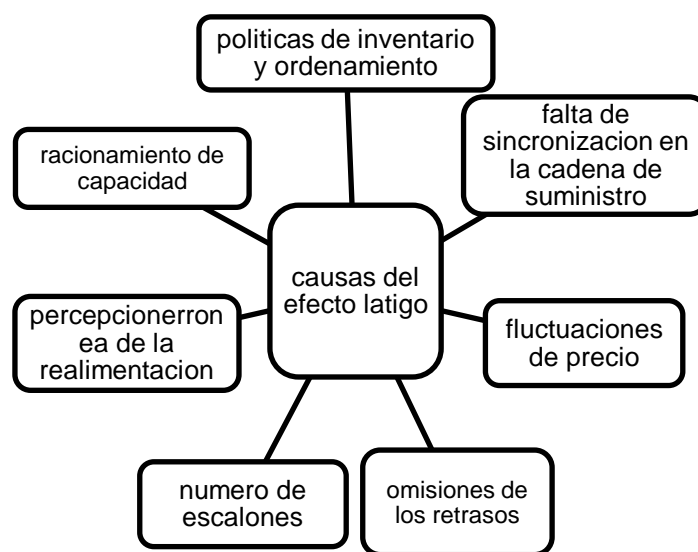 politicas de inventario
y ordenamiento
falta de
sincronizacion en
la cadena de
suministro
racionamiento de
capacidad
causas del
efecto latigo
percepcionerron
ea de la
realimentacion
fluctuaciones
de precio
numero de
escalones
omisiones de
los retrasos